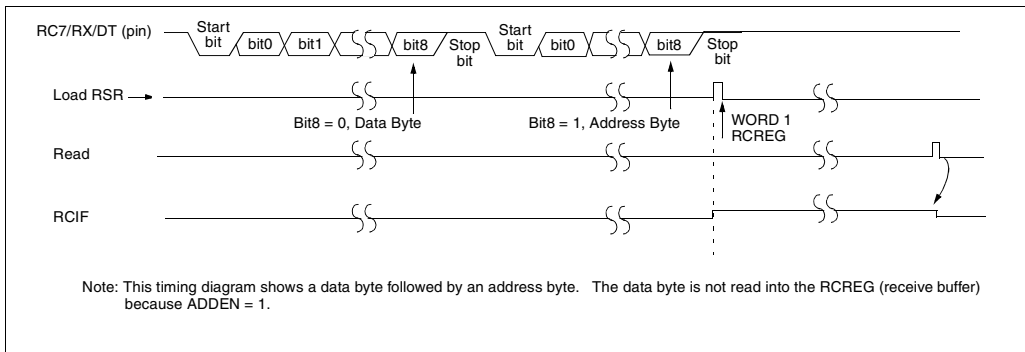 RC7/RX/DT (pin)
Start bit
bit0
bit1
bit8
Stop bit
Start bit
bit0
bit8
Stop bit
Load RSR
Bit8 = 0, Data Byte
Bit8 = 1, Address Byte
WORD 1
RCREG
Read
RCIF
Note: This timing diagram shows a data byte followed by an address byte. The data byte is not read into the RCREG (receive buffer)
because ADDEN = 1.